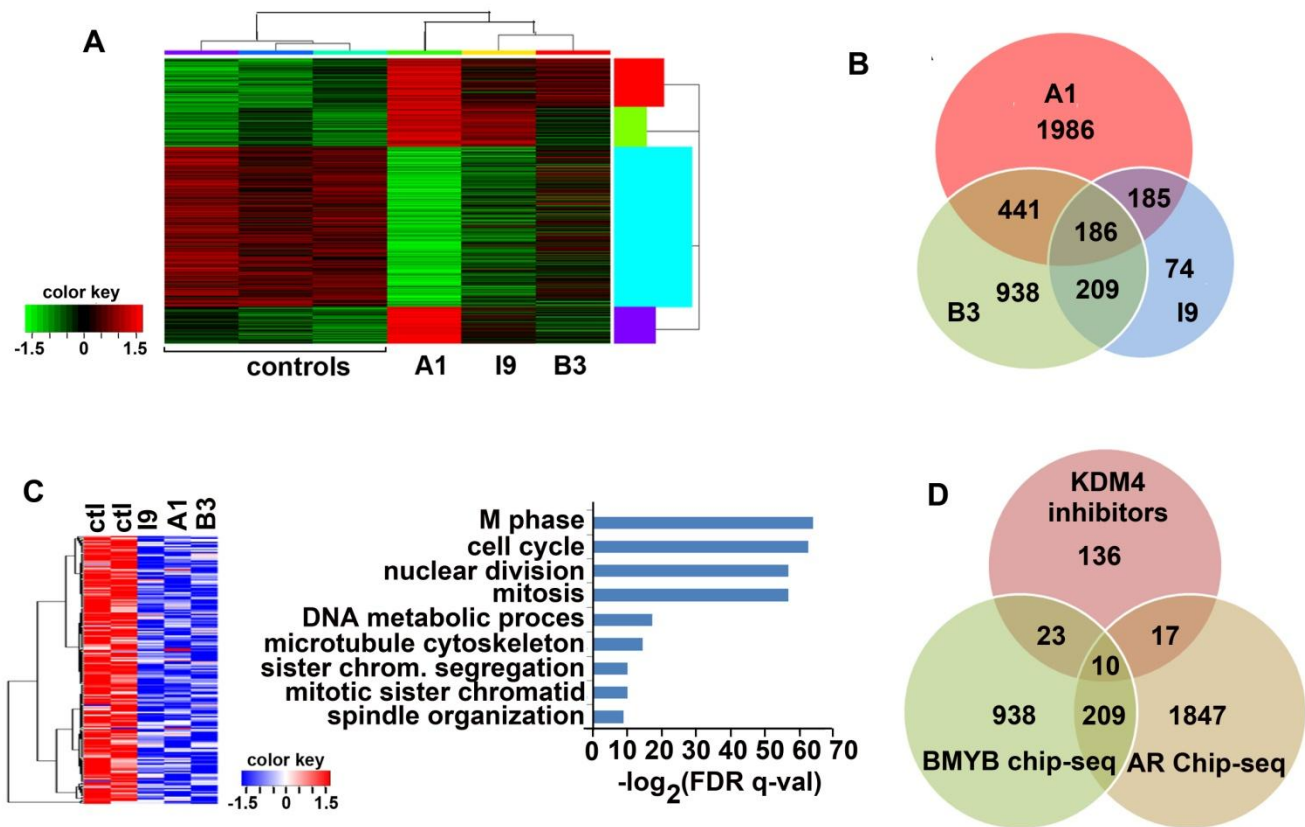 A
color key
-1.5 0 1.5
controls
A1 I9 B3
B
A1
1986
441
185
186
938
209
74
B3
I9
C
ctl ctl I9 A1 B3
color key
-1.5 0 1.5
M phase
cell cycle
nuclear division
mitosis
DNA metabolic proces
microtubule cytoskeleton
sister chrom. segregation
mitotic sister chromatid
spindle organization
0 10 20 30 40 50 60 70
-log2(FDR q-val)
D
KDM4
inhibitors
136
23
17
10
938
209
1847
BMYB chip-seq
AR Chip-seq